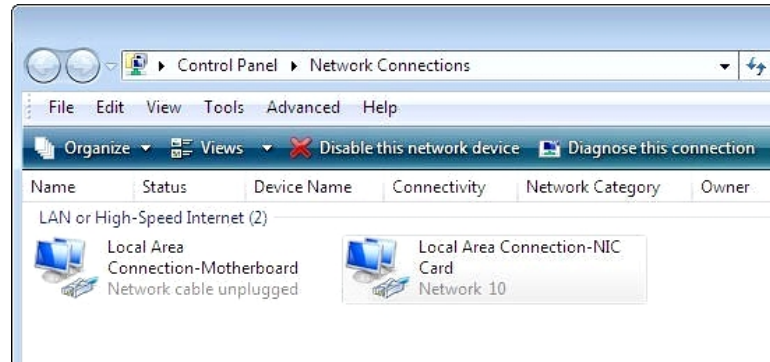 Control Panel Network Connections
File Edit View Tools Advanced Help
Organize Views Disable this network device Diagnose this connection
Name Status Device Name Connectivity Network Category Owner
LAN or High-Speed Internet (2)
Local Area
Connection-Motherboard
Network cable unplugged
Local Area Connection-NIC
Card
Network 10